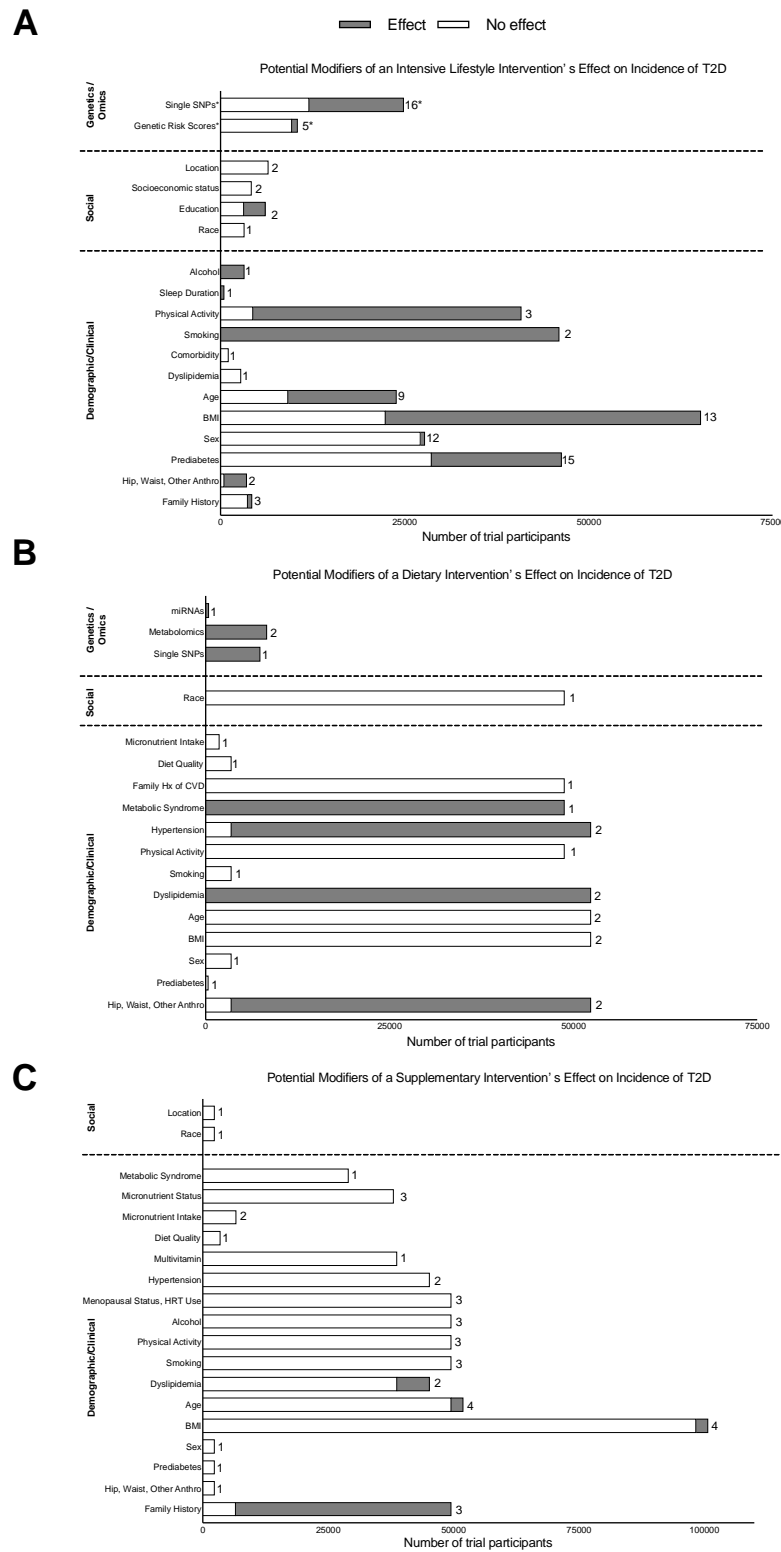 A
Effect No effect
Potential Modifiers of an Intensive Lifestyle Intervention' s Effect on Incidence of T2D
Genetics / Omics
Single SNPs* 16*
Genetic Risk Scores* 5*
Social
Location 2
Socioeconomic status 2
Education 2
Race 1
Demographic/Clinical
Alcohol 1
Sleep Duration 1
Physical Activity 3
Smoking 2
Comorbidity 1
Dyslipidemia 1
Age 9
BMI 13
Sex 12
Prediabetes 15
Hip, Waist, Other Anthro 2
Family History 3
0 25000 50000 75000
Number of trial participants
B
Potential Modifiers of a Dietary Intervention' s Effect on Incidence of T2D
Genetics / Omics
miRNAs 1
Metabolomics 2
Single SNPs 1
Social
Race 1
Demographic/Clinical
Micronutrient Intake 1
Diet Quality 1
Family Hx of CVD 1
Metabolic Syndrome 1
Hypertension 2
Physical Activity 1
Smoking 1
Dyslipidemia 2
Age 2
BMI 2
Sex 1
Prediabetes 1
Hip, Waist, Other Anthro 2
0 25000 50000 75000
Number of trial participants
C
Potential Modifiers of a Supplementary Intervention' s Effect on Incidence of T2D
Social
Location 1
Race 1
Demographic/Clinical
Metabolic Syndrome 1
Micronutrient Status 3
Micronutrient Intake 2
Diet Quality 1
Multivitamin 1
Hypertension 2
Menopausal Status, HRT Use 3
Alcohol 3
Physical Activity 3
Smoking 3
Dyslipidemia 2
Age 4
BMI 4
Sex 1
Prediabetes 1
Hip, Waist, Other Anthro 1
Family History 3
0 25000 50000 75000 100000
Number of trial participants